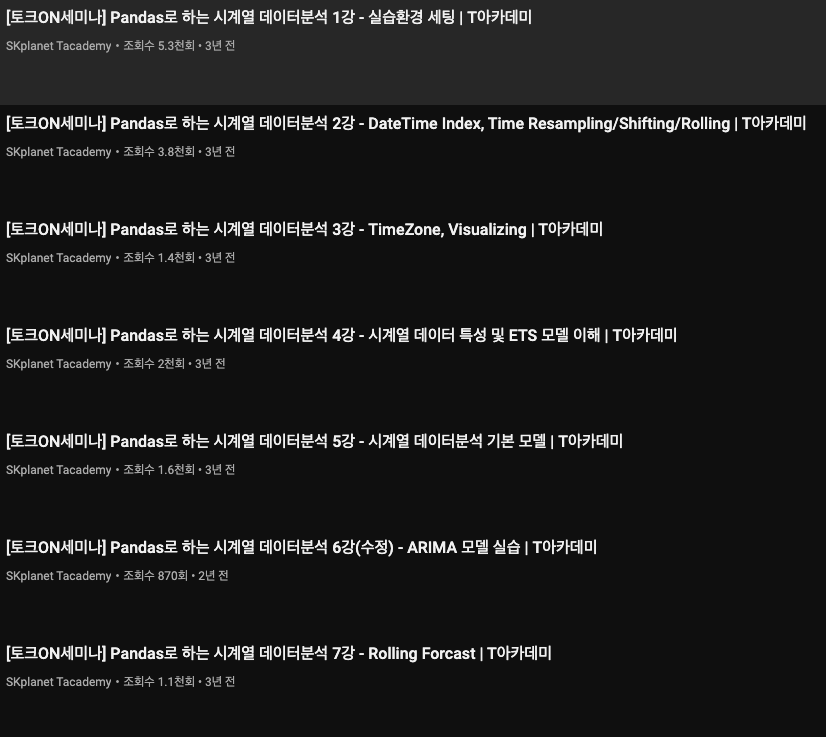 [토크ON세미나] Pandas로 하는 시계열 데이터분석 1강 - 실습환경 세팅 | T아카데미
SKplanet Tacademy • 조회수 5.3천회 • 3년 전
[토크ON세미나] Pandas로 하는 시계열 데이터분석 2강 - DateTime Index, Time Resampling/Shifting/Rolling | T아카데미
SKplanet Tacademy • 조회수 3.8천회 • 3년 전
[토크ON세미나] Pandas로 하는 시계열 데이터분석 3강 - TimeZone, Visualizing | T아카데미
SKplanet Tacademy • 조회수 1.4천회 • 3년 전
[토크ON세미나] Pandas로 하는 시계열 데이터분석 4강 - 시계열 데이터 특성 및 ETS 모델 이해 | T아카데미
SKplanet Tacademy • 조회수 2천회 • 3년 전
[토크ON세미나] Pandas로 하는 시계열 데이터분석 5강 - 시계열 데이터분석 기본 모델 | T아카데미
SKplanet Tacademy • 조회수 1.6천회 • 3년 전
[토크ON세미나] Pandas로 하는 시계열 데이터분석 6강(수정) - ARIMA 모델 실습 | T아카데미
SKplanet Tacademy • 조회수 870회 • 2년 전
[토크ON세미나] Pandas로 하는 시계열 데이터분석 7강 - Rolling Forcast | T아카데미
SKplanet Tacademy • 조회수 1.1천회 • 3년 전